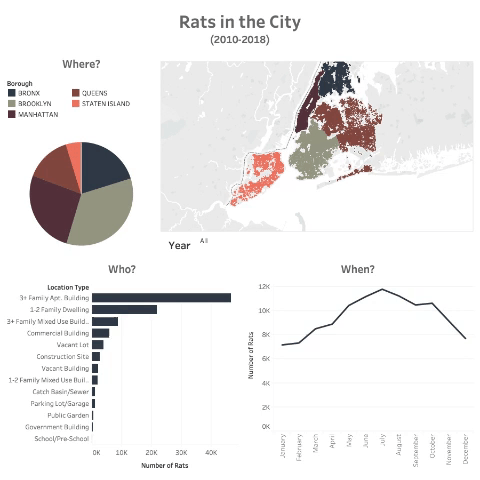 Rats in the City
(2010-2018)
Where?
Borough
BRONX
QUEENS
BROOKLYN
STATEN ISLAND
MANHATTAN
Year
All
Who?
Location Type
3+ Family Apt. Building
1-2 Family Dwelling
3+ Family Mixed Use Build..
Commercial Building
Vacant Lot
Construction Site
Vacant Building
1-2 Family Mixed Use Buil..
Catch Basin/Sewer
Parking Lot/Garage
Public Garden
Government Building
School/Pre-School
0K 10K 20K 30K 40K
Number of Rats
When?
12K
10K
8K
6K
4K
2K
0K
Number of Rats
January
February
March
April
May
June
July
August
September
October
November
December